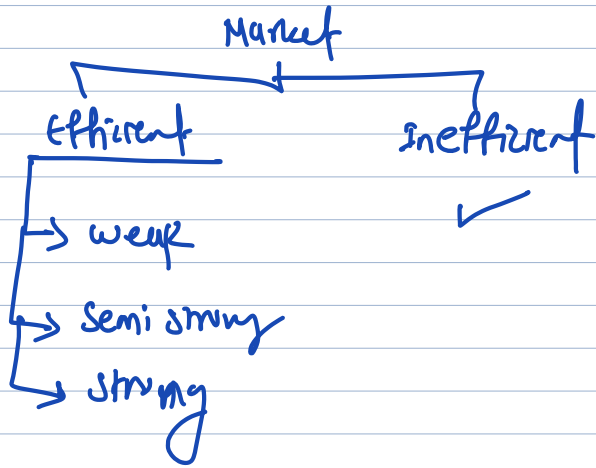 Market
Efficient Inefficient
weak
semi strong
strong